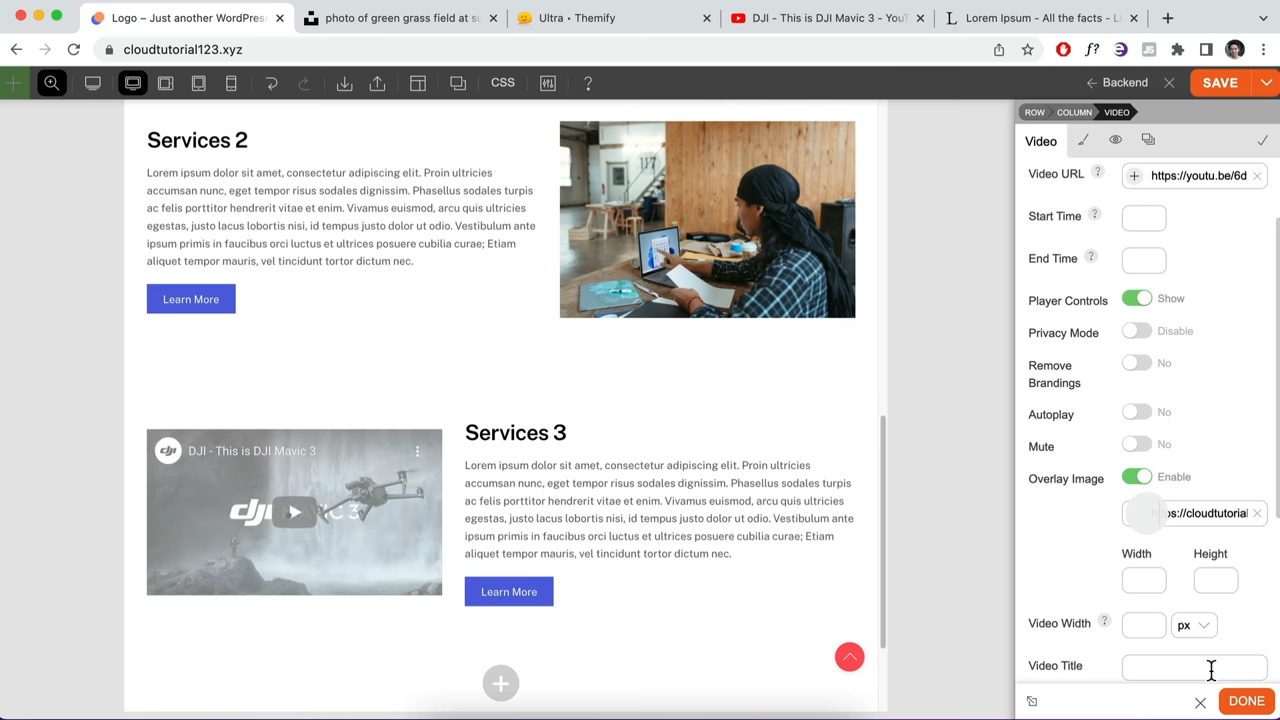 Logo – Just another WordPress
photo of green grass field at su
Ultra • Themify
DJI - This is DJI Mavic 3 - YouT
Lorem Ipsum - All the facts - Li
cloudtutorial123.xyz
CSS
?
Backend
SAVE
ROW
COLUMN
VIDEO
Video
Video URL ?
https://youtu.be/6d
Start Time ?
End Time ?
Player Controls
Show
Privacy Mode
Disable
Remove
Brandings
No
Autoplay
No
Mute
No
Overlay Image
Enable
ps://cloudtutorial
Width
Height
Video Width ?
px
Video Title
DONE
Services 2
Lorem ipsum dolor sit amet, consectetur adipiscing elit. Proin ultricies
accumsan nunc, eget tempor risus sodales dignissim. Phasellus sodales turpis
ac felis porttitor hendrerit vitae et enim. Vivamus euismod, arcu quis ultricies
egestas, justo lacus lobortis nisi, id tempus justo dolor ut odio. Vestibulum ante
ipsum primis in faucibus orci luctus et ultrices posuere cubilia curae; Etiam
aliquet tempor mauris, vel tincidunt tortor dictum nec.
Learn More
dji
DJI - This is DJI Mavic 3
dji
IC 3
Services 3
Lorem ipsum dolor sit amet, consectetur adipiscing elit. Proin ultricies
accumsan nunc, eget tempor risus sodales dignissim. Phasellus sodales turpis
ac felis porttitor hendrerit vitae et enim. Vivamus euismod, arcu quis ultricies
egestas, justo lacus lobortis nisi, id tempus justo dolor ut odio. Vestibulum ante
ipsum primis in faucibus orci luctus et ultrices posuere cubilia curae; Etiam
aliquet tempor mauris, vel tincidunt tortor dictum nec.
Learn More